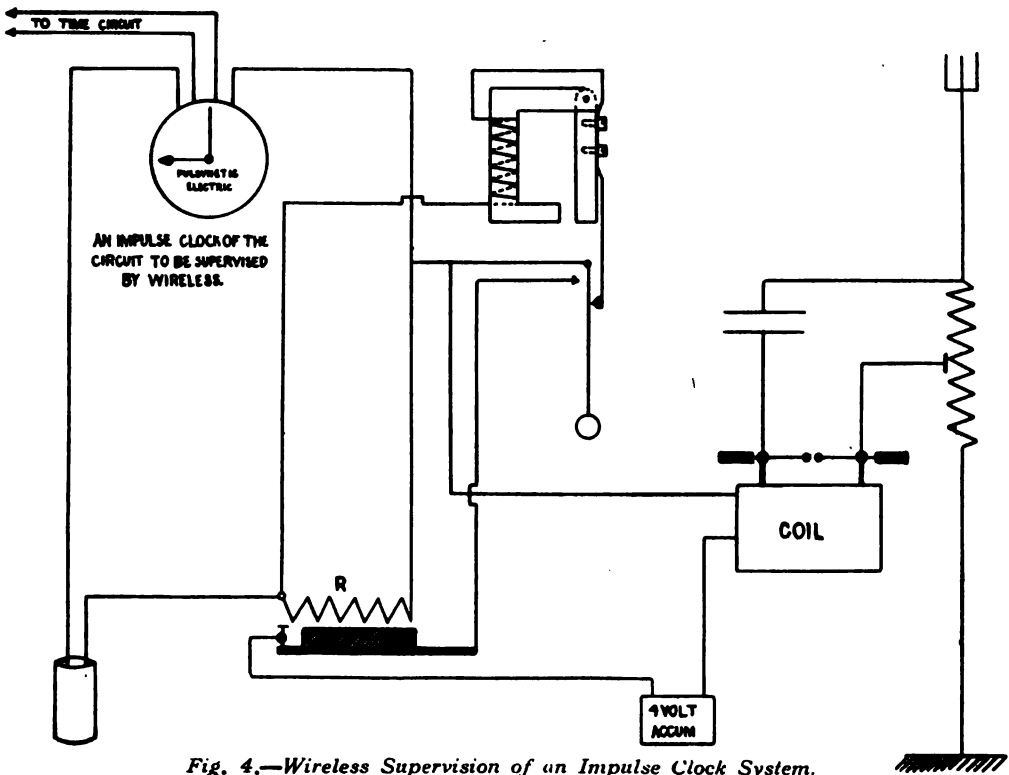 TO TIME CIRCUIT
PULSYNETIC
ELECTRIC
AN IMPULSE CLOCK OF THE
CIRCUIT TO BE SUPERVISED
BY WIRELESS.
COIL
R
4 VOLT
ACCUM
Fig. 4.—Wireless Supervision of an Impulse Clock System.